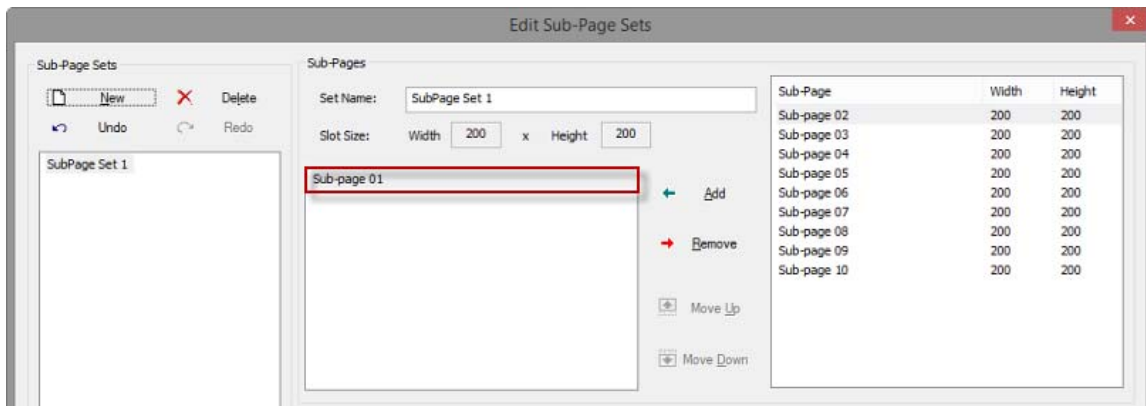 Edit Sub-Page Sets
Sub-Page Sets
New Delete
Undo Redo
SubPage Set 1
Sub-Pages
Set Name: SubPage Set 1
Slot Size: Width 200 x Height 200
Sub-page 01
Add
Remove
Move Up
Move Down
Sub-Page Width Height
Sub-page 02 200 200
Sub-page 03 200 200
Sub-page 04 200 200
Sub-page 05 200 200
Sub-page 06 200 200
Sub-page 07 200 200
Sub-page 08 200 200
Sub-page 09 200 200
Sub-page 10 200 200